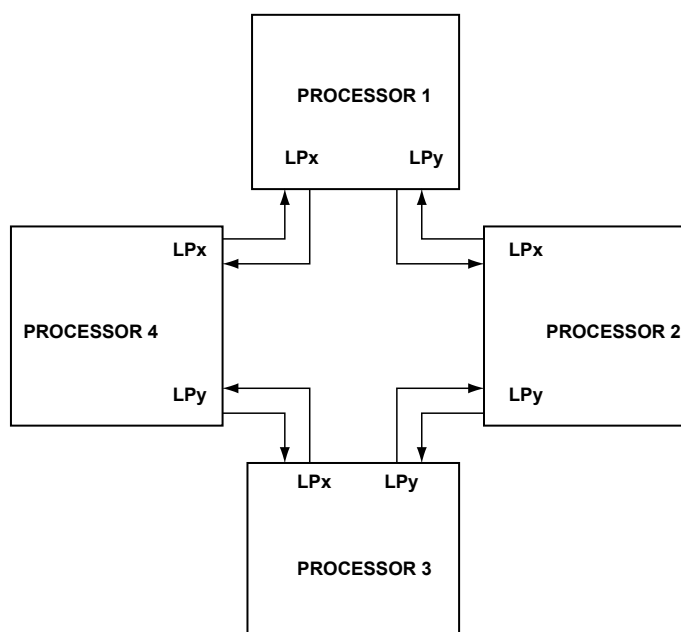 PROCESSOR 1
LPx LPy
LPx LPx
PROCESSOR 4 PROCESSOR 2
LPy LPy
LPx LPy
PROCESSOR 3